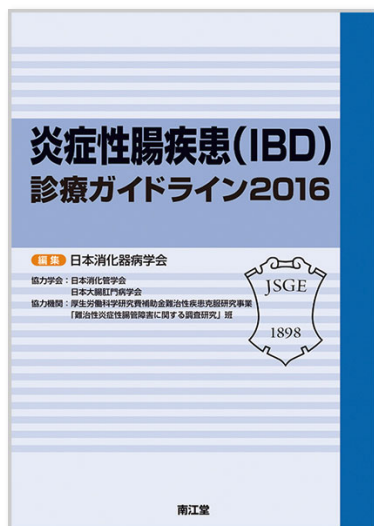 炎症性腸疾患(IBD)
診療ガイドライン2016
編集 日本消化器病学会
協力学会：日本消化管学会
日本大腸肛門病学会
協力機関：厚生労働科学研究費補助金難治性疾患克服研究事業
「難治性炎症性腸管障害に関する調査研究」班
JSGE
1898
南江堂